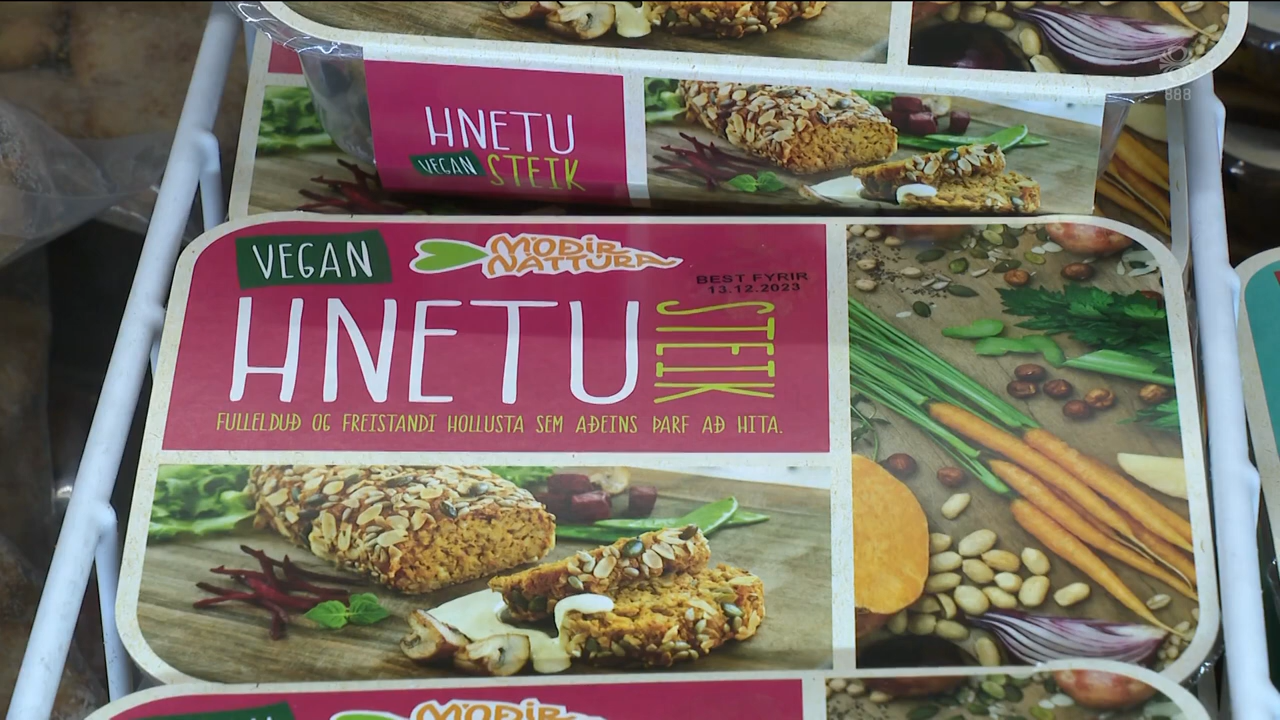 888
HNETU
VEGAN STEIK
VEGAN
MÓÐIR
NÁTTÚRA
BEST FYRIR
13.12.2023
HNETU STEIK
FULLELDUÐ OG FREISTANDI HOLLUSTA SEM AÐEINS ÞARF AÐ HITA.